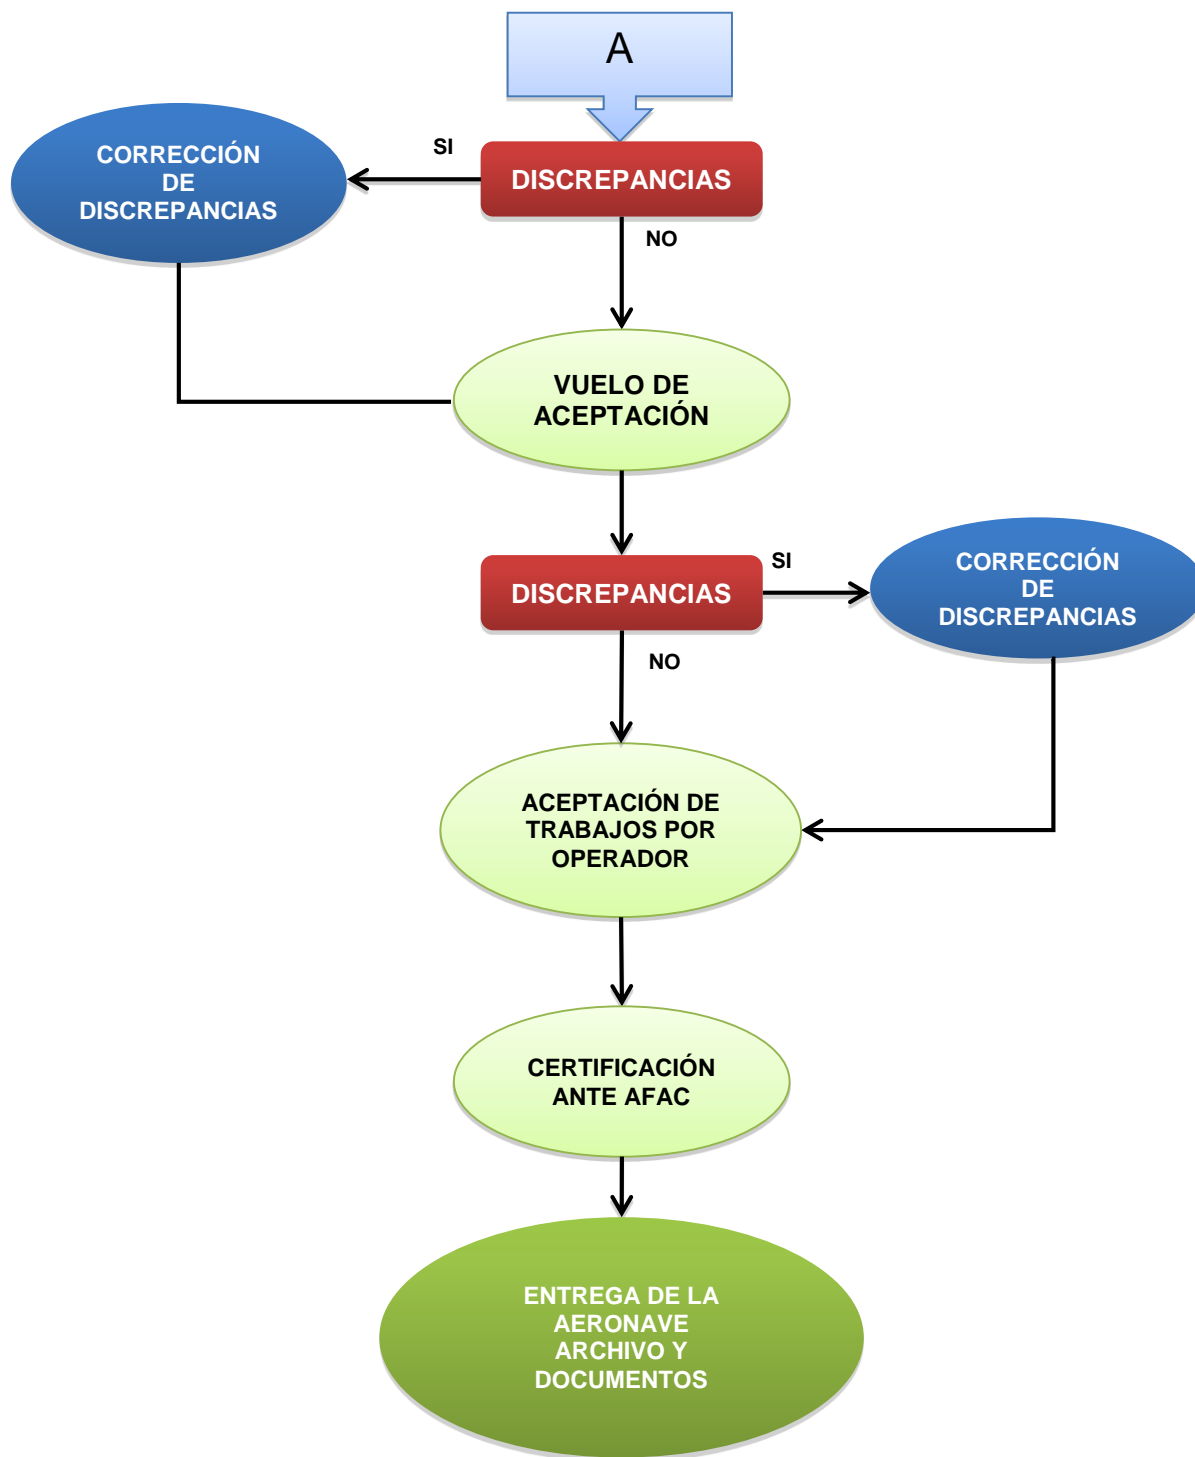 A
SI
DISCREPANCIAS
CORRECCIÓN
DE
DISCREPANCIAS
NO
VUELO DE
ACEPTACIÓN
DISCREPANCIAS
SI
CORRECCIÓN
DE
DISCREPANCIAS
NO
ACEPTACIÓN DE
TRABAJOS POR
OPERADOR
CERTIFICACIÓN
ANTE AFAC
ENTREGA DE LA
AERONAVE
ARCHIVO Y
DOCUMENTOS